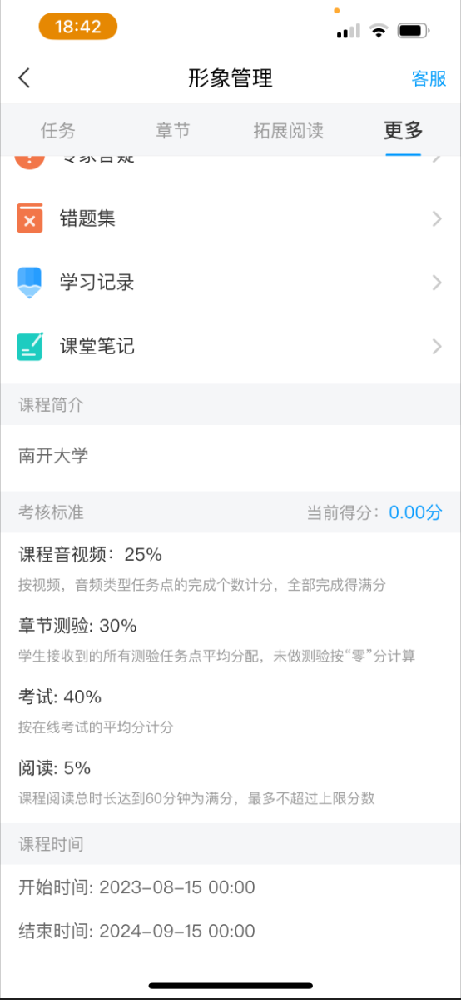 18:42
形象管理
客服
任务
章节
拓展阅读
更多
专家答疑
错题集
学习记录
课堂笔记
课程简介
南开大学
考核标准
当前得分：0.00分
课程音视频：25%
按视频，音频类型任务点的完成个数计分，全部完成得满分
章节测验: 30%
学生接收到的所有测验任务点平均分配，未做测验按“零”分计算
考试: 40%
按在线考试的平均分计分
阅读: 5%
课程阅读总时长达到60分钟为满分，最多不超过上限分数
课程时间
开始时间: 2023-08-15 00:00
结束时间: 2024-09-15 00:00